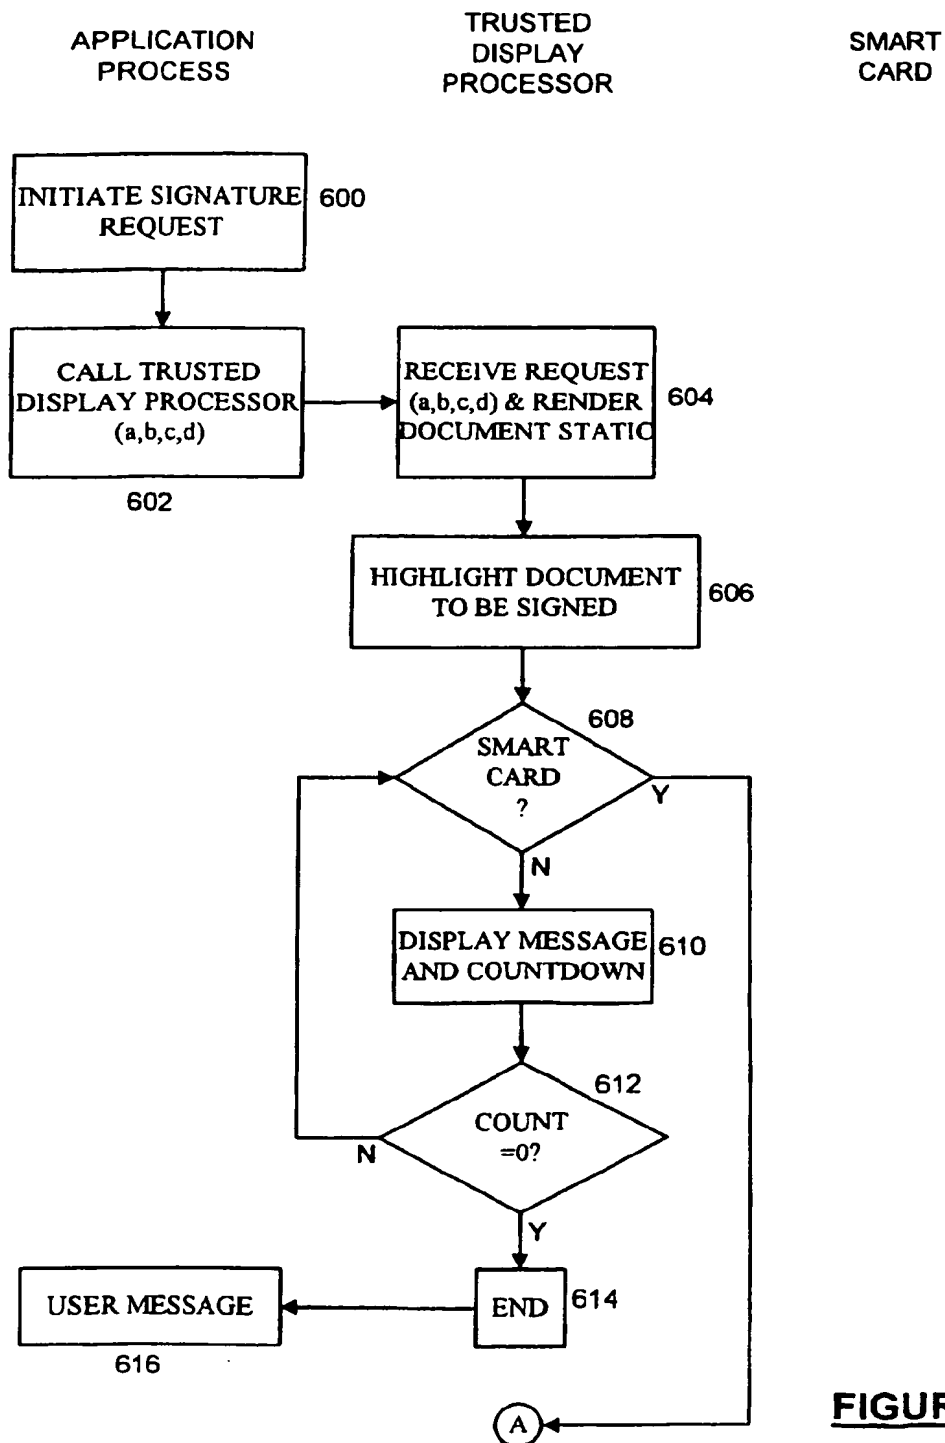 APPLICATION
PROCESS
TRUSTED
DISPLAY
PROCESSOR
SMART
CARD
INITIATE SIGNATURE
REQUEST
600
CALL TRUSTED
DISPLAY PROCESSOR
(a,b,c,d)
602
RECEIVE REQUEST
(a,b,c,d) & RENDER
DOCUMENT STATIC
604
HIGHLIGHT DOCUMENT
TO BE SIGNED
606
608
SMART
CARD
?
Y
N
DISPLAY MESSAGE
AND COUNTDOWN
610
612
COUNT
=0?
N
Y
END
614
USER MESSAGE
616
A
FIGUR